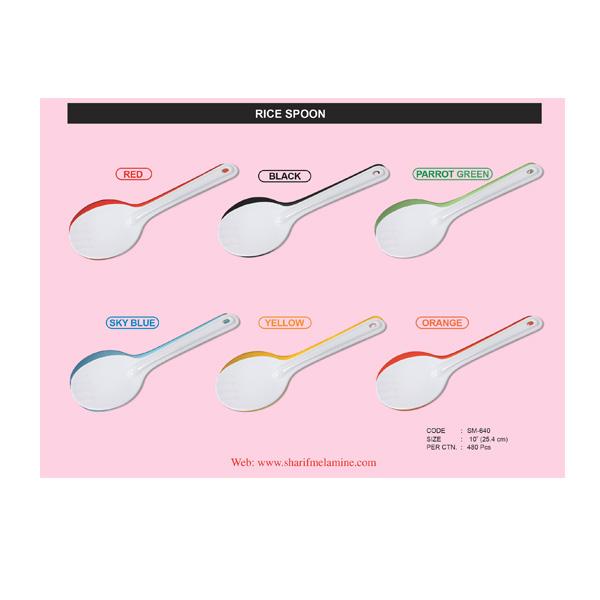 RICE SPOON
RED
BLACK
PARROT GREEN
SKY BLUE
YELLOW
ORANGE
CODE : SM-640
SIZE : 10" (25.4 cm)
PER CTN. : 480 Pcs
Web: www.sharifmelamine.com